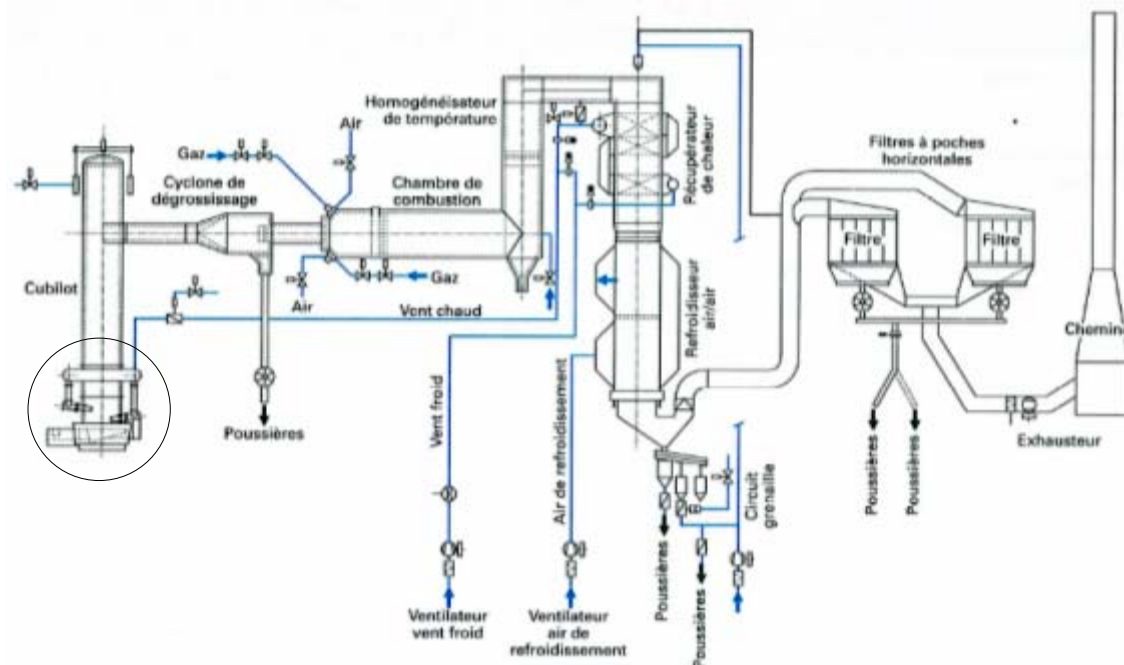 Homogénéisateur
de température
Air
Gaz
Cyclone de
dégrossissage
Chambre de
combustion
Récupérateur
de chaleur
Filtres à poches
horizontales
Filtre
Filtre
Cubilot
Air
Gaz
Vent chaud
Refroidisseur
air/air
Cheminé
Poussières
Vent froid
Air de refroidissement
Poussières
Poussières
Circuit
grenaille
Poussières
Poussières
Exhausteur
Ventilateur
vent froid
Ventilateur
air de
refroidissement